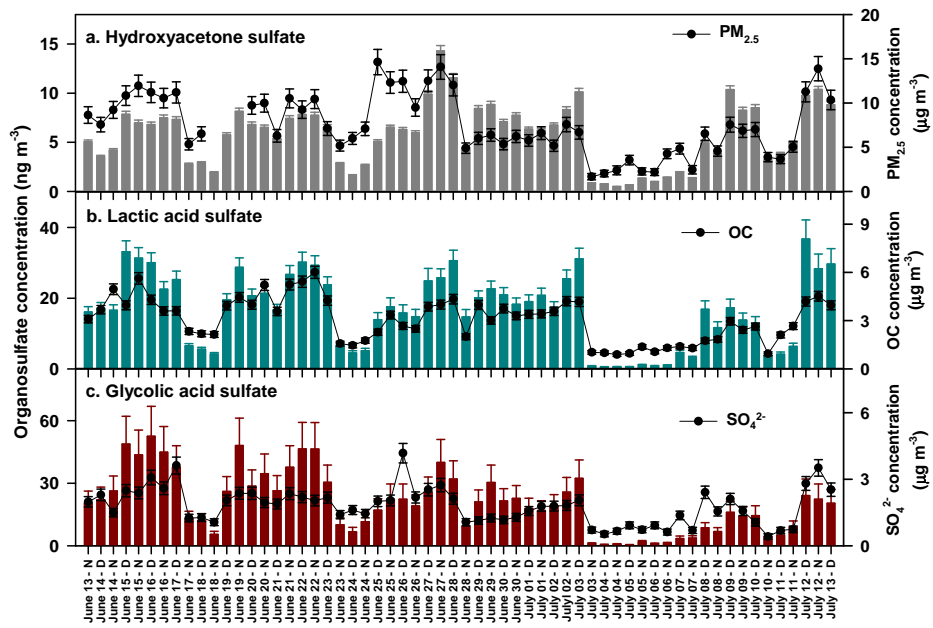 a. Hydroxyacetone sulfate
PM2.5
15
10
5
0
20
15
10
5
0
PM2.5 concentration
(µg m-3)
b. Lactic acid sulfate
OC
40
20
0
9
6
3
0
OC concentration
(µg m-3)
c. Glycolic acid sulfate
SO42-
60
30
0
6
3
0
SO42- concentration
(µg m-3)
Organosulfate concentration (ng m-3)
June 13 - N
June 14 - D
June 14 - N
June 15 - D
June 15 - N
June 16 - D
June 16 - N
June 17 - D
June 17 - N
June 18 - D
June 18 - N
June 19 - D
June 19 - N
June 20 - D
June 20 - N
June 21 - D
June 21 - N
June 22 - D
June 22 - N
June 23 - D
June 23 - N
June 24 - D
June 24 - N
June 25 - D
June 25 - N
June 26 - D
June 26 - N
June 27 - D
June 27 - N
June 28 - D
June 28 - N
June 29 - D
June 29 - N
June 30 - D
June 30 - N
July 01 - D
July 01 - N
July 02 - D
July 02 - N
July 03 - D
July 03 - N
July 04 - D
July 04 - N
July 05 - D
July 05 - N
July 06 - D
July 06 - N
July 07 - D
July 07 - N
July 08 - D
July 08 - N
July 09 - D
July 09 - N
July 10 - D
July 10 - N
July 11 - D
July 11 - N
July 12 - D
July 12 - N
July 13 - D